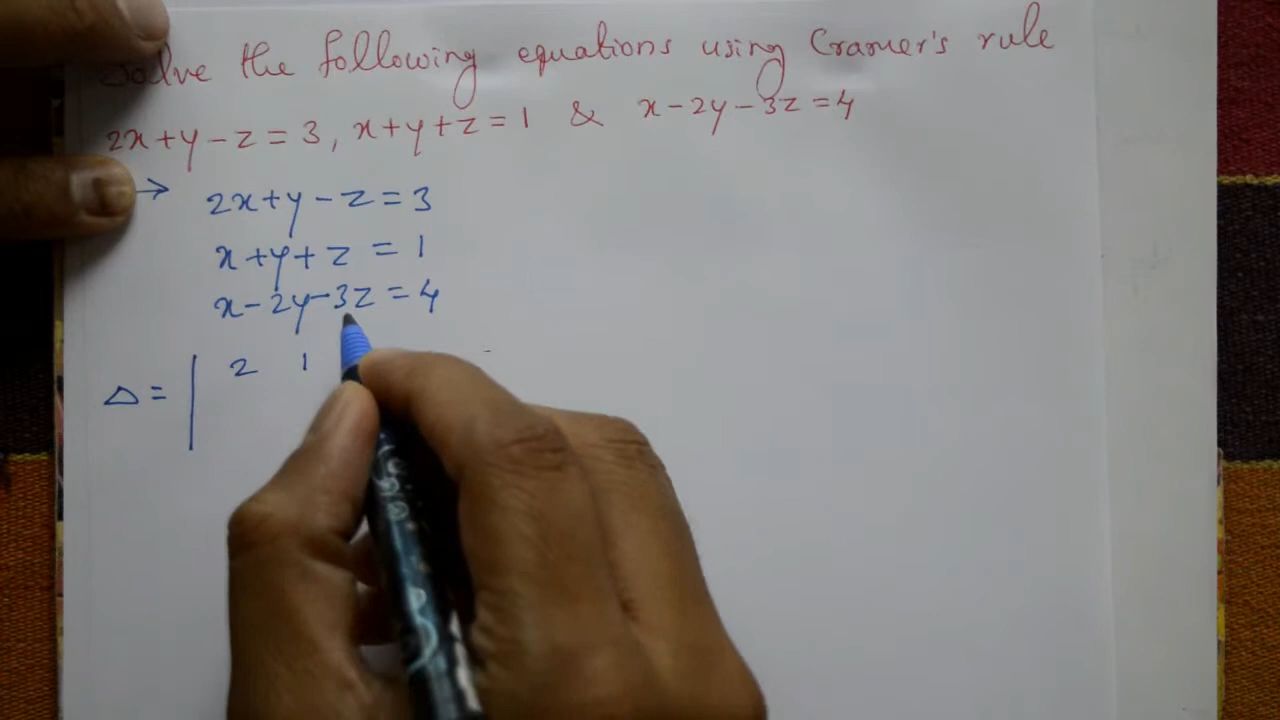 Solve the following equations using Cramer's rule
2x+y-z=3, x+y+z=1 & x-2y-3z=4
→ 2x+y-z=3
x+y+z=1
x-2y-3z=4
Δ= | 2 1